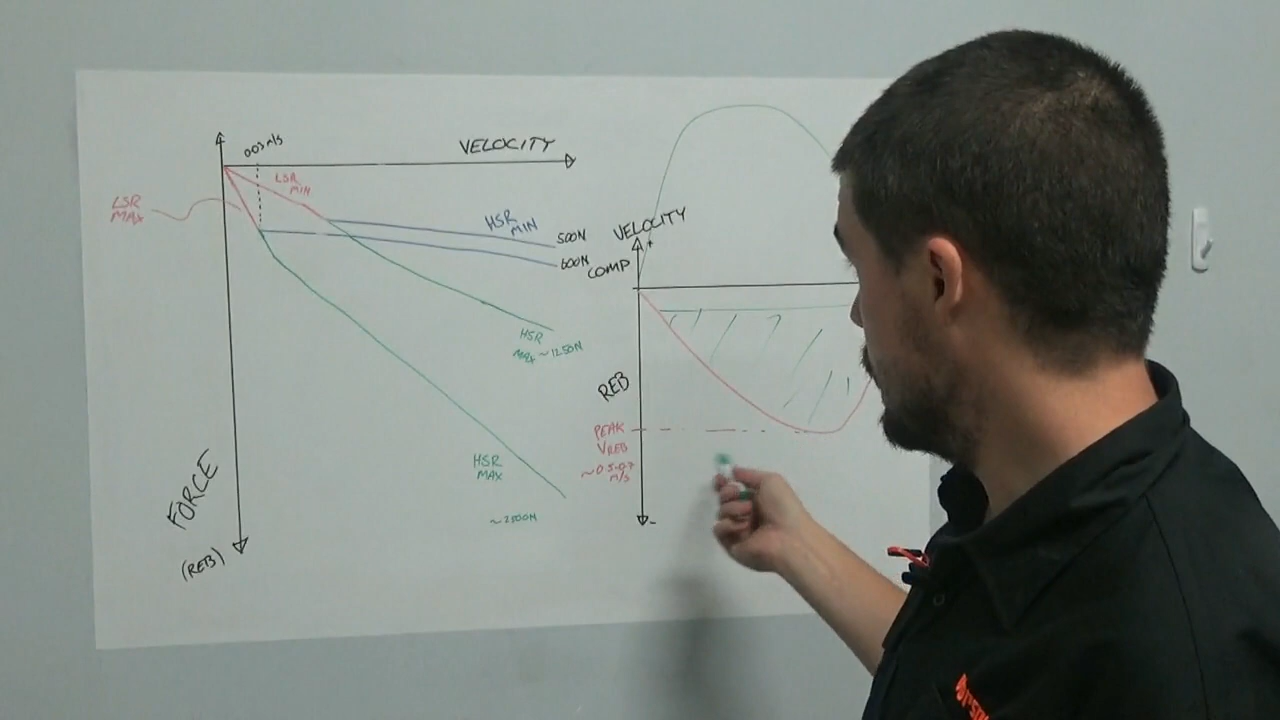 0.03 m/s
VELOCITY
LSR
MIN
LSR
MAX
HSR
MIN
500N
600N
HSR
MAX ~1250N
HSR
MAX
~2500N
FORCE
(REB)
VELOCITY
+
COMP
REB
PEAK
VREB
~0.5-0.7
m/s
-